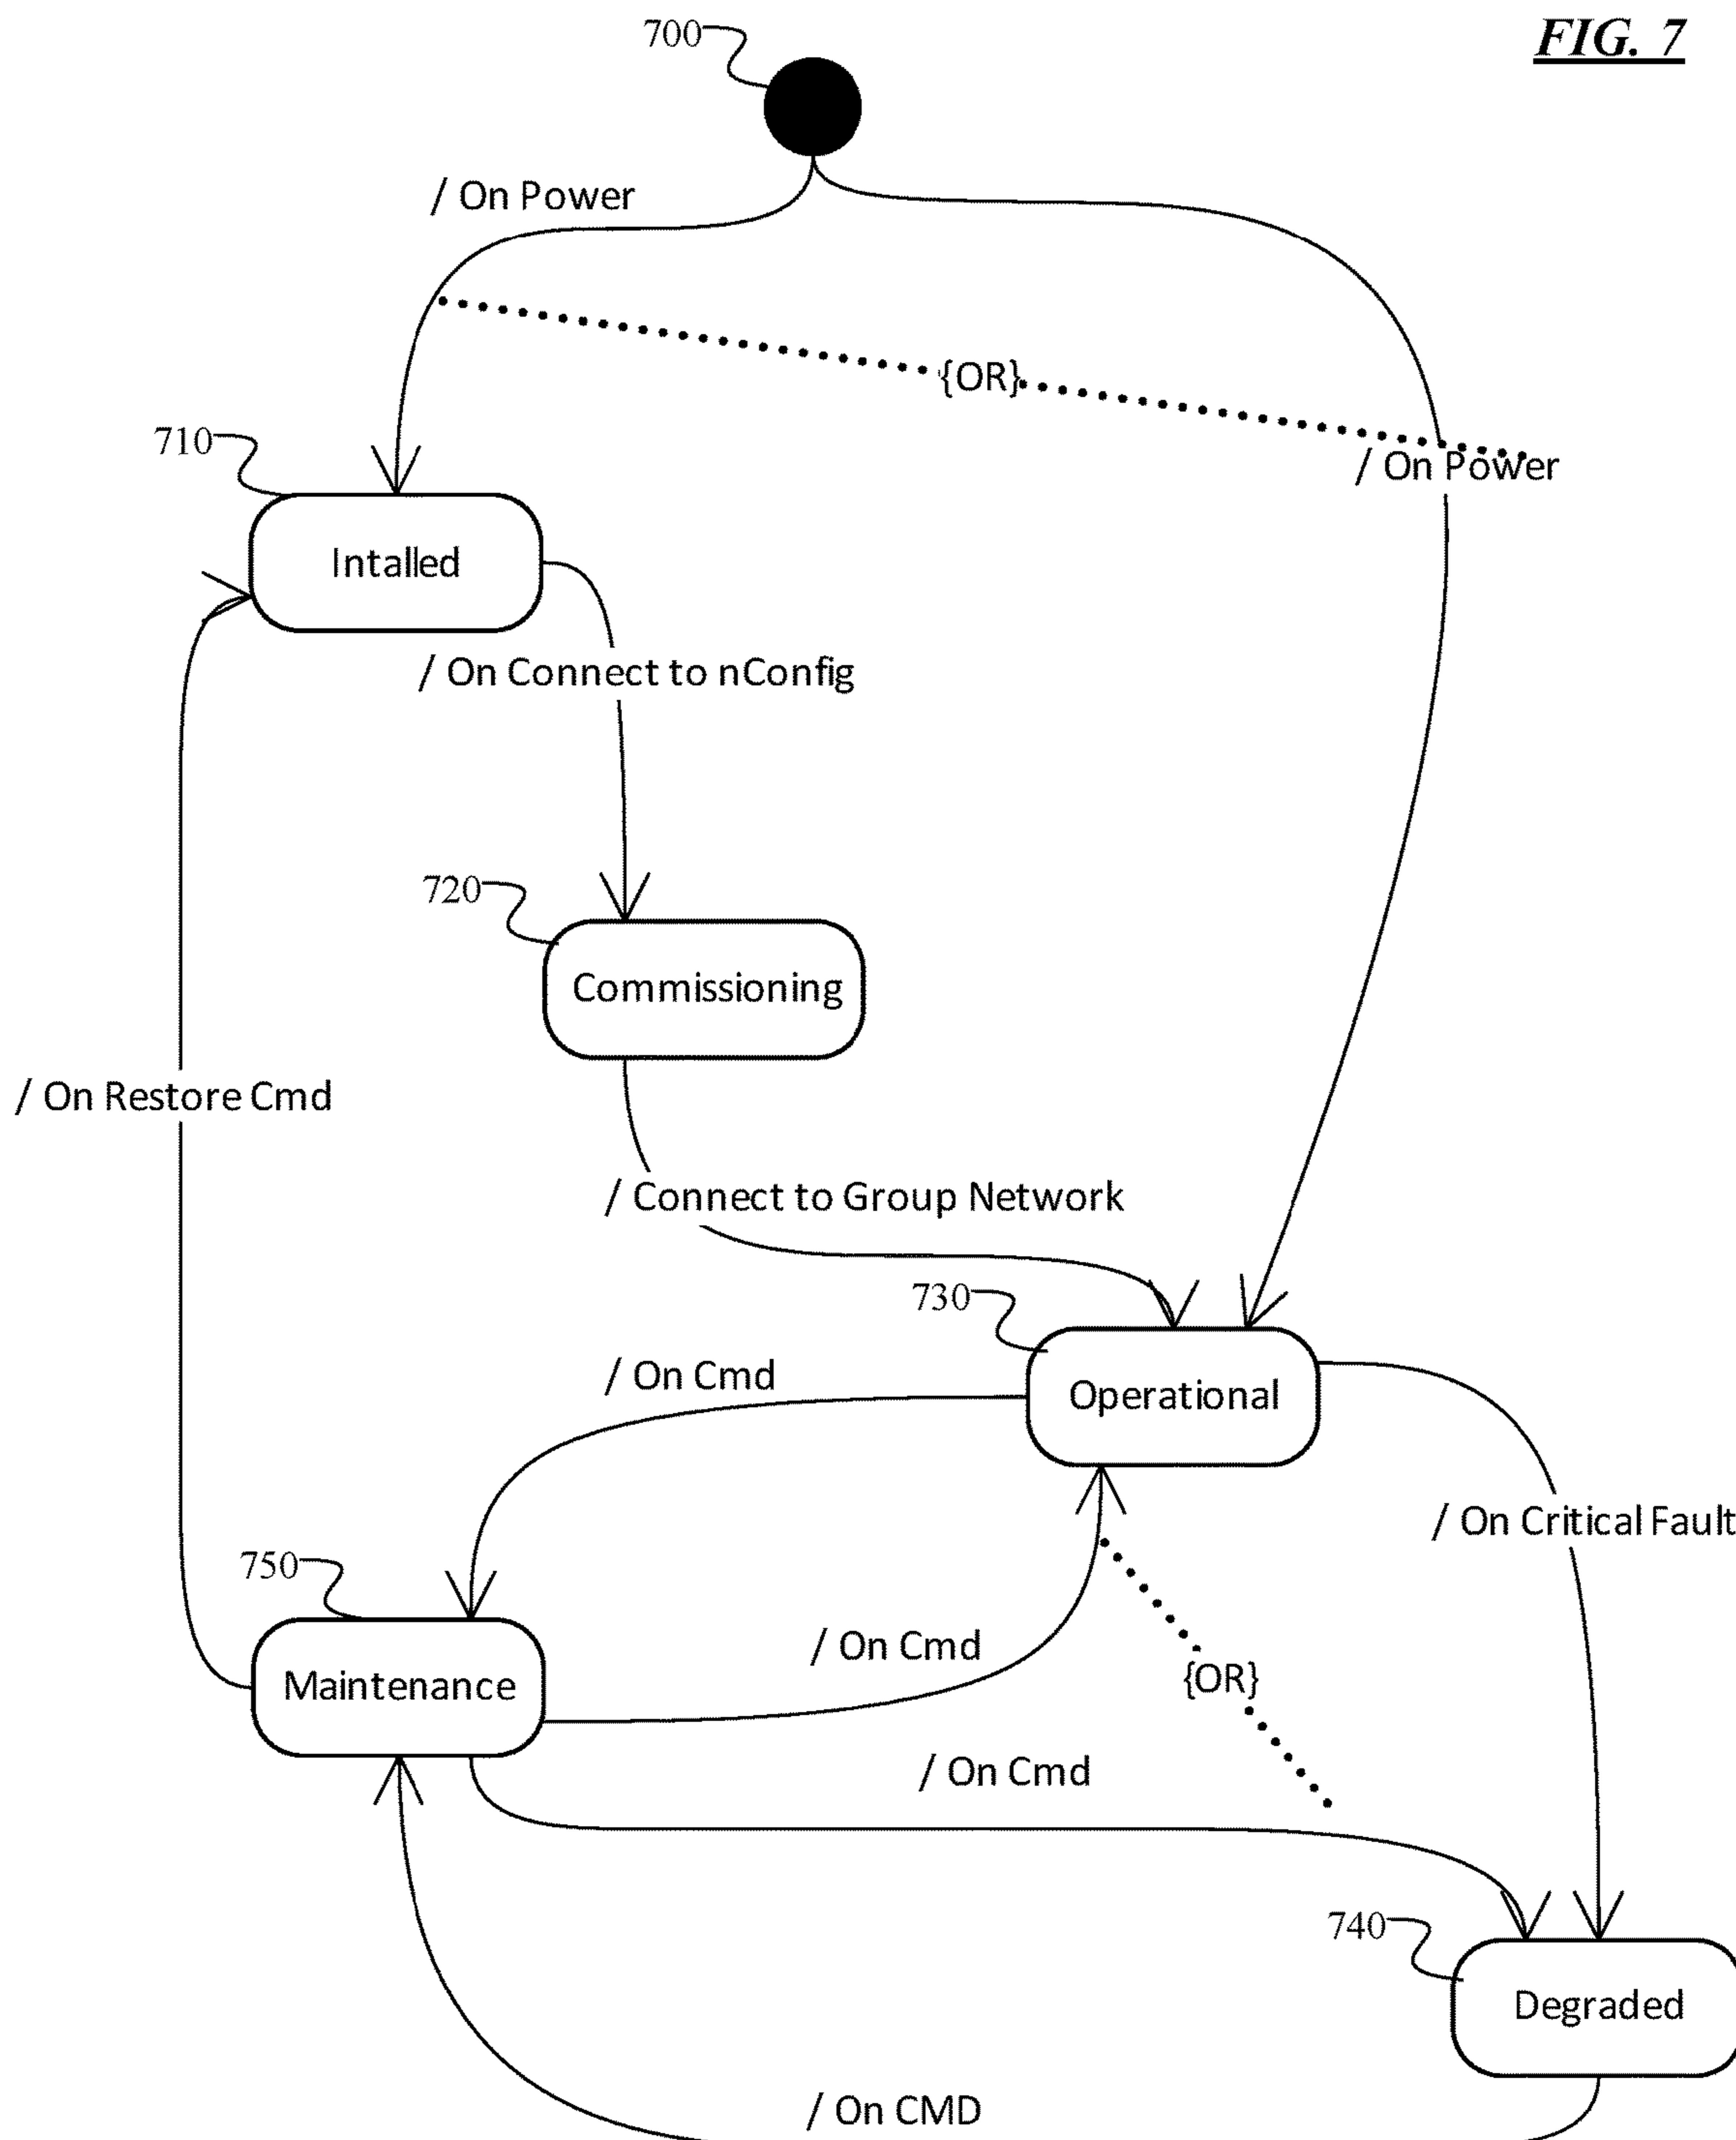 FIG. 7
700
/ On Power
{OR}
/ On Power
710
Intalled
/ On Connect to nConfig
720
Commissioning
/ On Restore Cmd
/ Connect to Group Network
730
/ On Cmd
Operational
/ On Critical Fault
750
/ On Cmd
{OR}
Maintenance
/ On Cmd
740
Degraded
/ On CMD